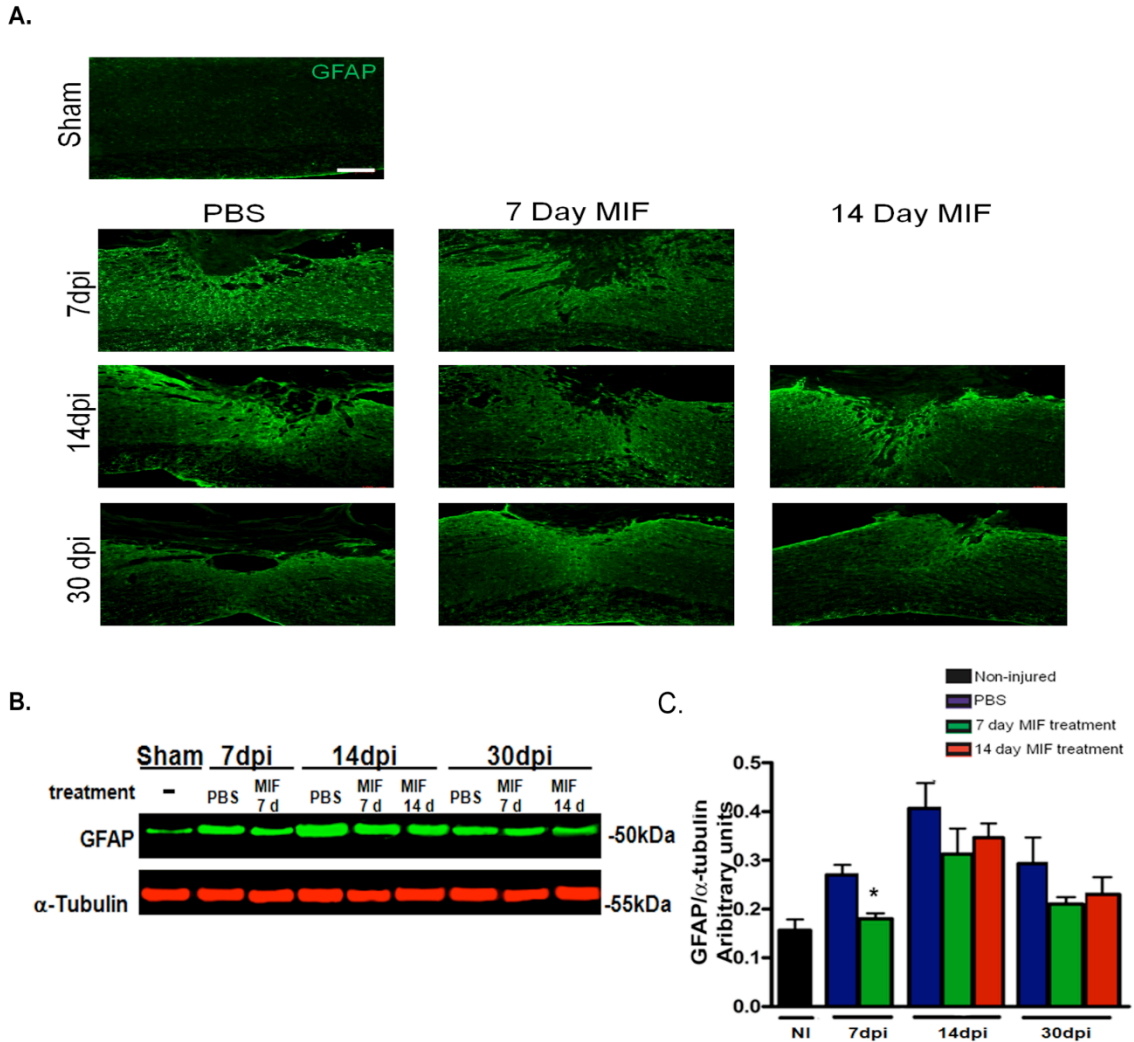 A.
GFAP
Sham
PBS 7 Day MIF 14 Day MIF
7dpi
14dpi
30 dpi
B.
Sham 7dpi 14dpi 30dpi
treatment - PBS MIF 7 d PBS MIF 7 d MIF 14 d PBS MIF 7 d MIF 14 d
GFAP -50kDa
α-Tubulin -55kDa
C.
Non-injured
PBS
7 day MIF treatment
14 day MIF treatment
GFAP/α-tubulin
Aribitrary units
0.5
0.4
0.3
0.2
0.1
0.0
*
NI 7dpi 14dpi 30dpi